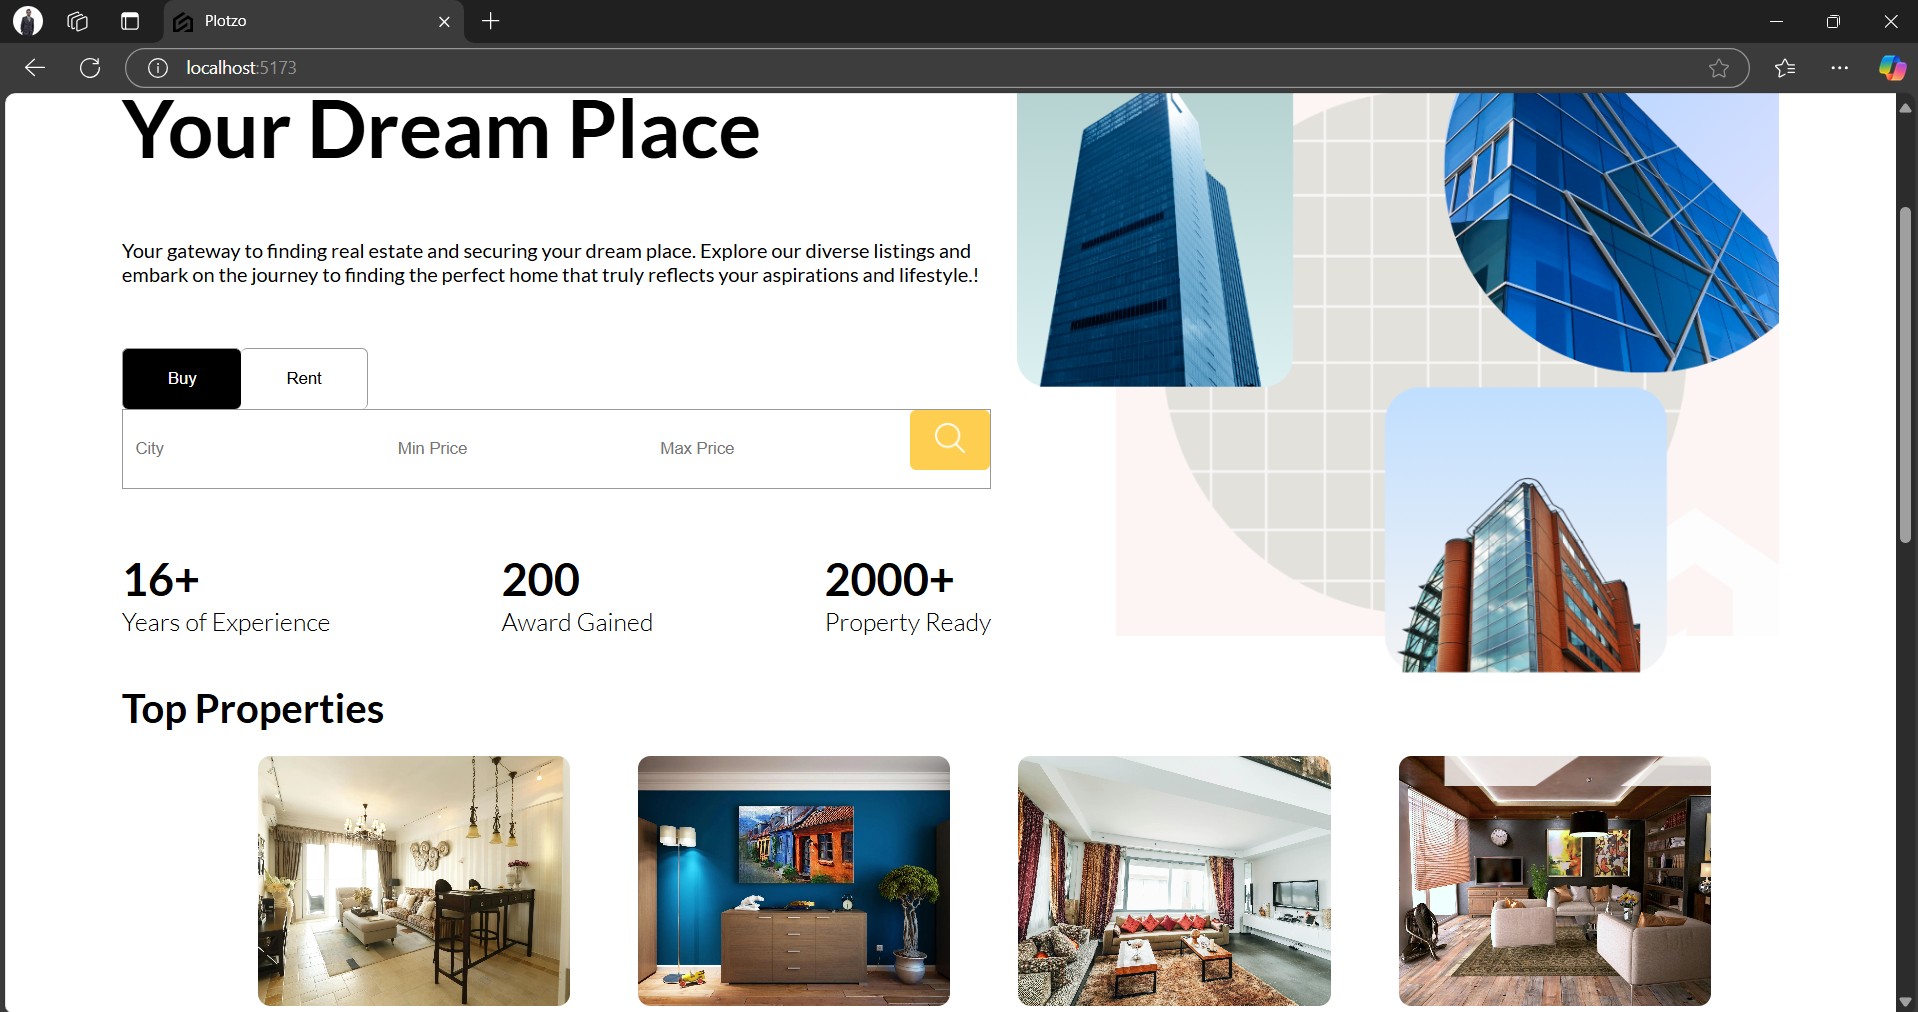 Plotzo
localhost:5173
Your Dream Place
Your gateway to finding real estate and securing your dream place. Explore our diverse listings and
embark on the journey to finding the perfect home that truly reflects your aspirations and lifestyle.!
Buy Rent
City Min Price Max Price
16+ 200 2000+
Years of Experience Award Gained Property Ready
Top Properties